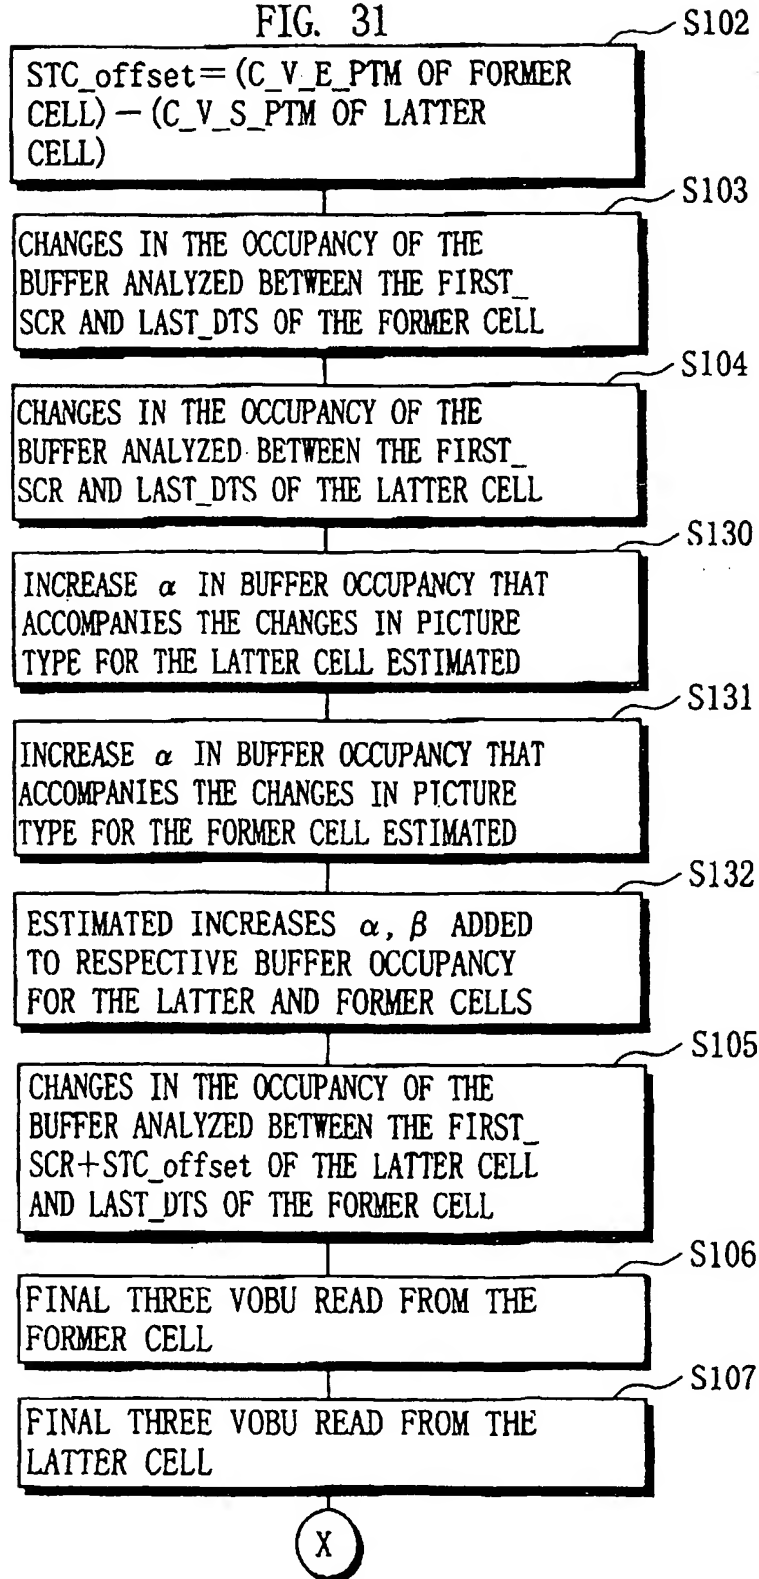 FIG. 31
S102
STC_offset=(C_V_E_PTM OF FORMER
CELL)-(C_V_S_PTM OF LATTER
CELL)
S103
CHANGES IN THE OCCUPANCY OF THE
BUFFER ANALYZED BETWEEN THE FIRST_
SCR AND LAST_DTS OF THE FORMER CELL
S104
CHANGES IN THE OCCUPANCY OF THE
BUFFER ANALYZED BETWEEN THE FIRST_
SCR AND LAST_DTS OF THE LATTER CELL
S130
INCREASE α IN BUFFER OCCUPANCY THAT
ACCOMPANIES THE CHANGES IN PICTURE
TYPE FOR THE LATTER CELL ESTIMATED
S131
INCREASE α IN BUFFER OCCUPANCY THAT
ACCOMPANIES THE CHANGES IN PICTURE
TYPE FOR THE FORMER CELL ESTIMATED
S132
ESTIMATED INCREASES α, β ADDED
TO RESPECTIVE BUFFER OCCUPANCY
FOR THE LATTER AND FORMER CELLS
S105
CHANGES IN THE OCCUPANCY OF THE
BUFFER ANALYZED BETWEEN THE FIRST_
SCR+STC_offset OF THE LATTER CELL
AND LAST_DTS OF THE FORMER CELL
S106
FINAL THREE VOBU READ FROM THE
FORMER CELL
S107
FINAL THREE VOBU READ FROM THE
LATTER CELL
X